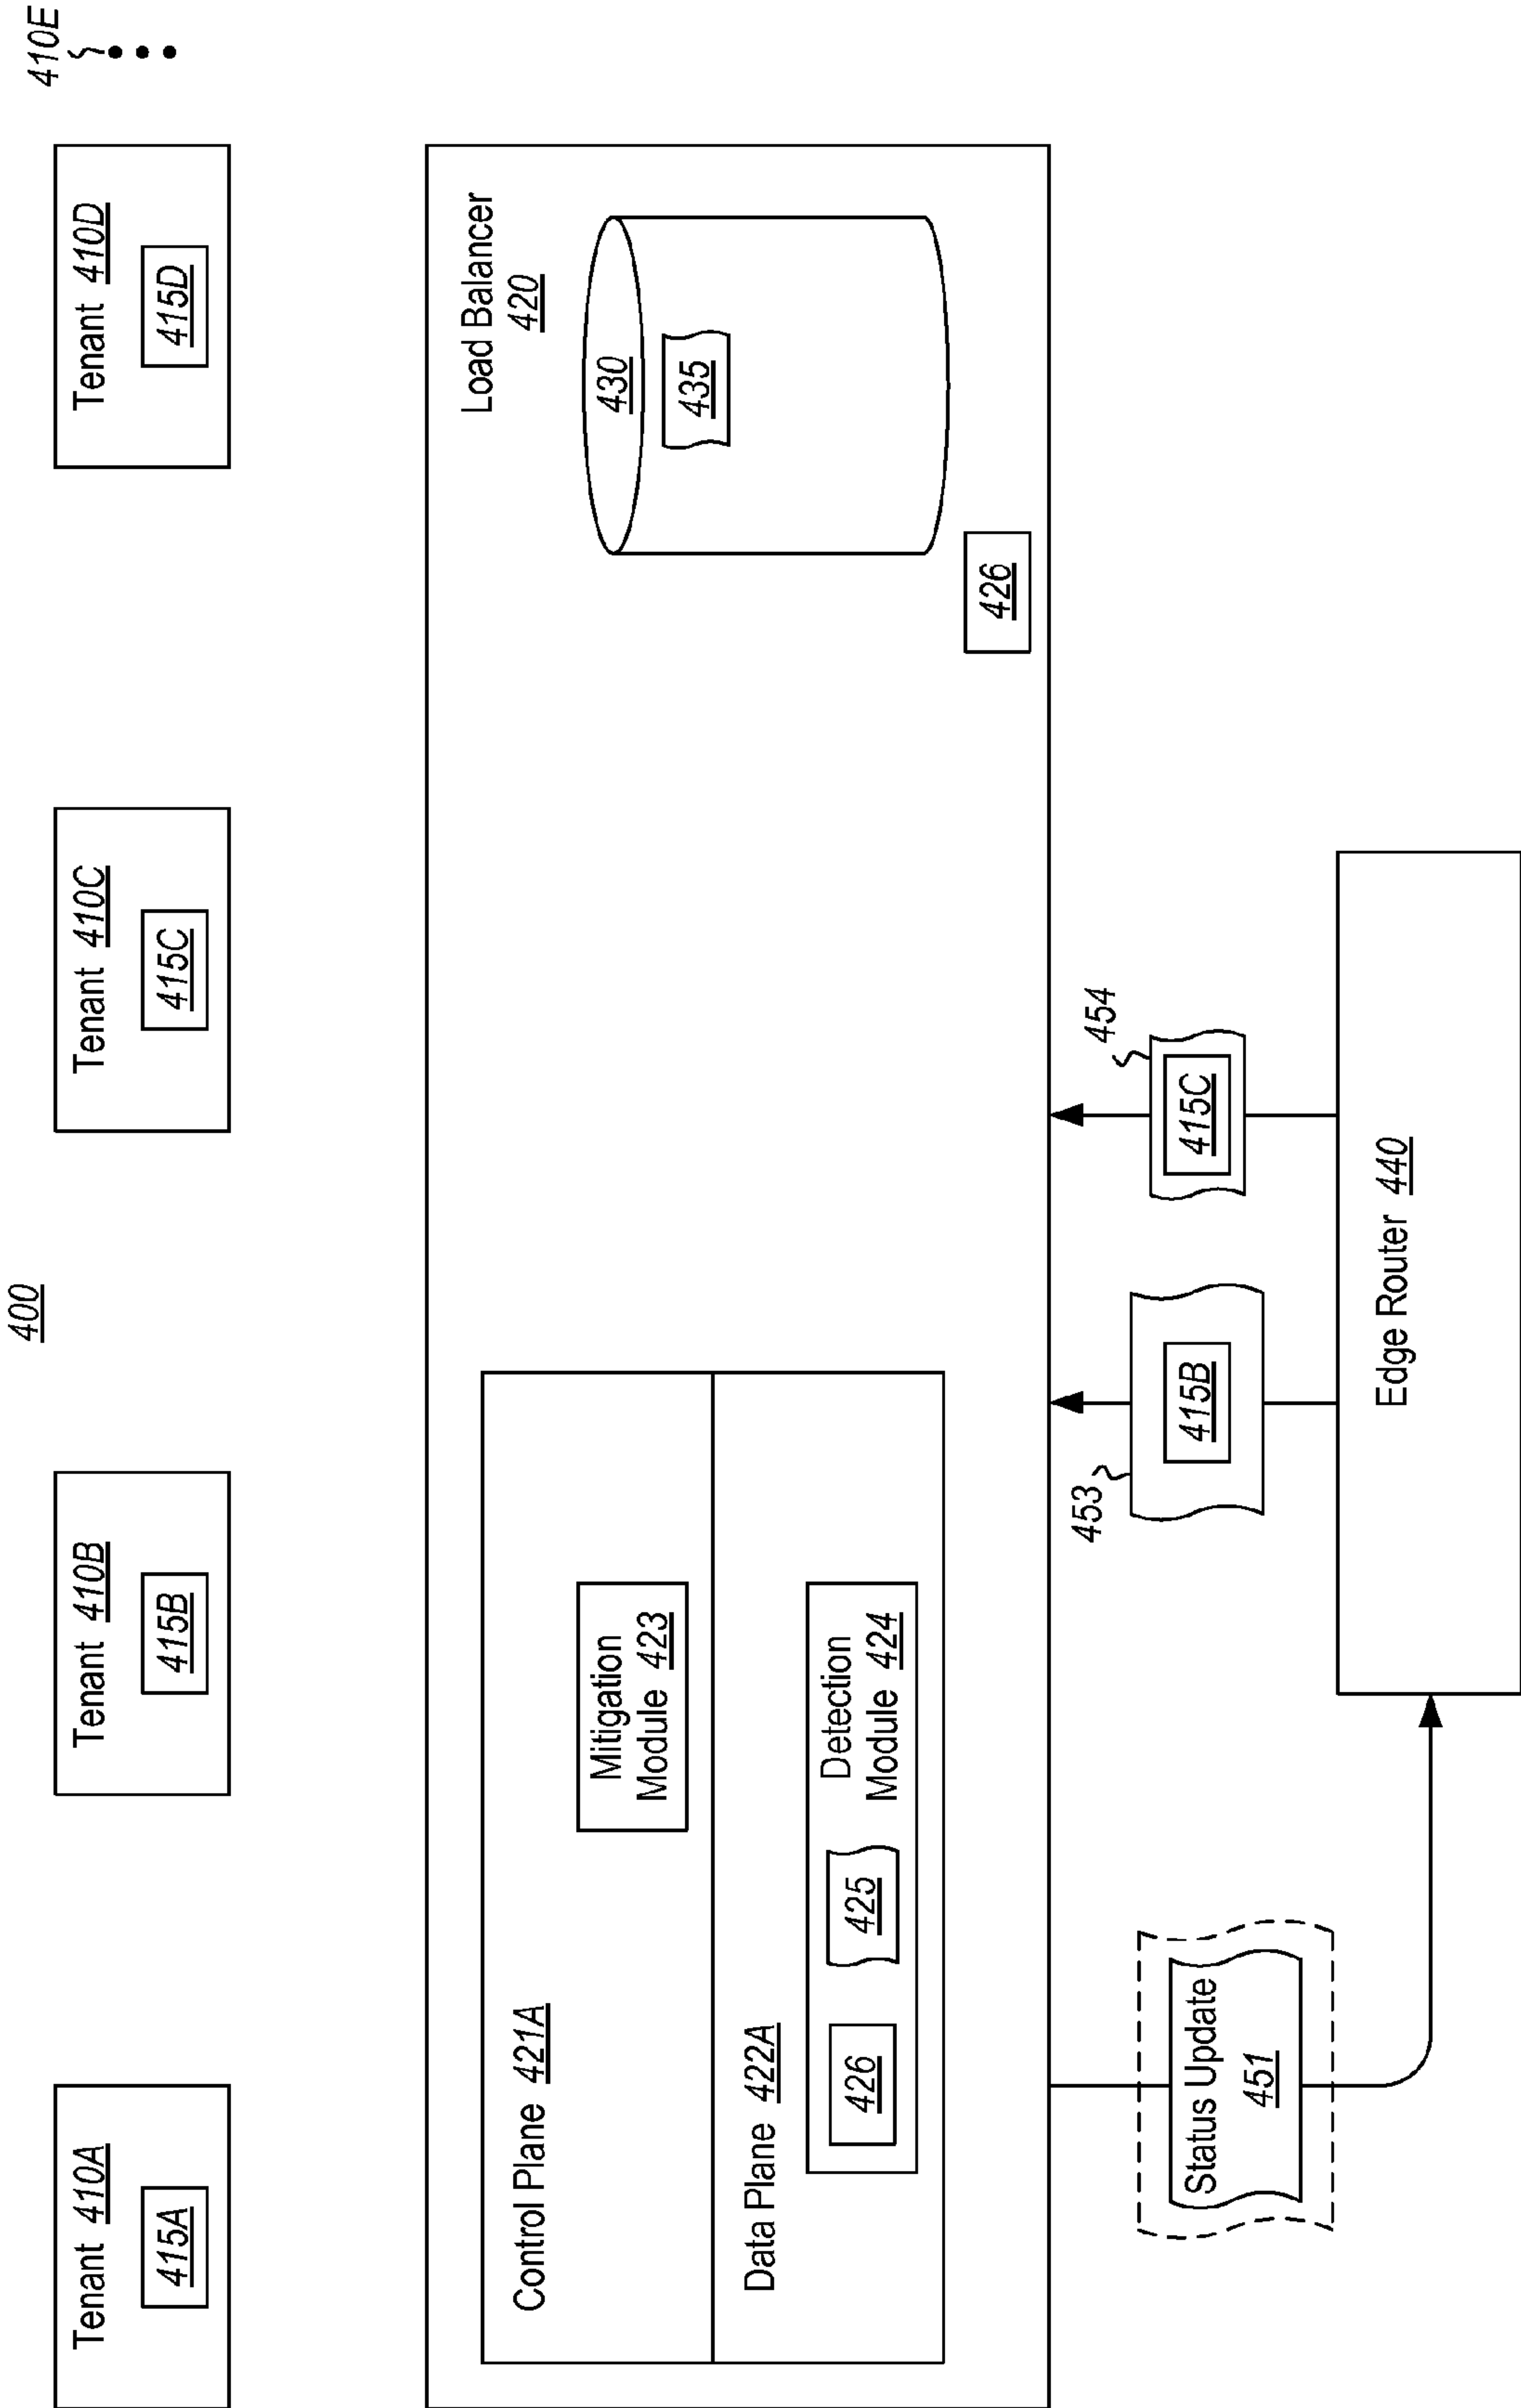 400
410E
Tenant 410A
415A
Tenant 410B
415B
Tenant 410C
415C
Tenant 410D
415D
Load Balancer
420
Control Plane 421A
Mitigation
Module 423
Data Plane 422A
Detection
Module 424
426
425
430
435
426
Status Update
451
453
415B
454
415C
Edge Router 440